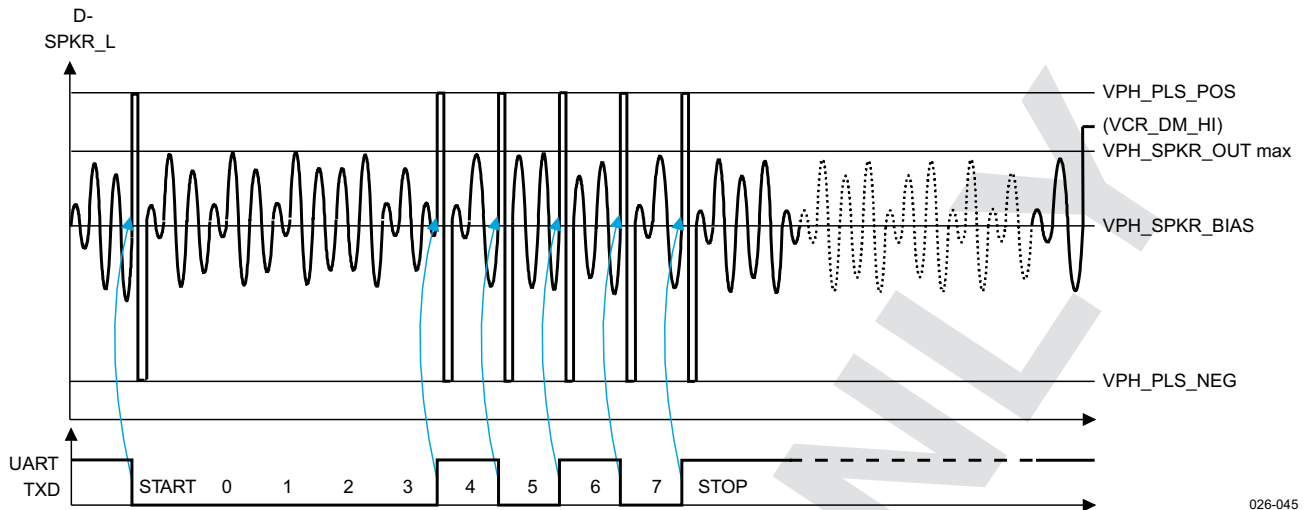 D-
SPKR_L
VPH_PLS_POS
(VCR_DM_HI)
VPH_SPKR_OUT max
VPH_SPKR_BIAS
VPH_PLS_NEG
UART
TXD
START 0 1 2 3 4 5 6 7 STOP
026-045
NLY